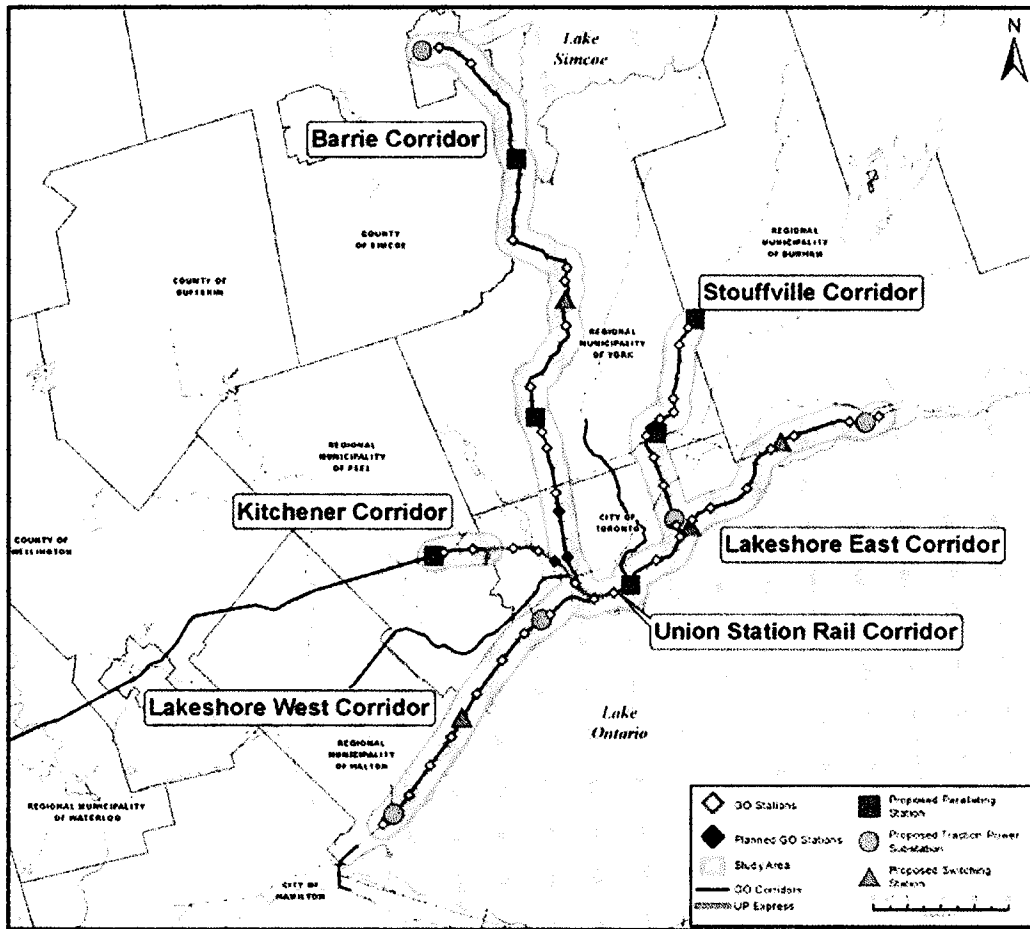 N
Lake
Simcoe
Barrie Corridor
COUNTY
OF SIMCOE
REGIONAL
MUNICIPALITY
OF DURHAM
COUNTY OF
DUFFERIN
Stouffville Corridor
REGIONAL
MUNICIPALITY
OF YORK
REGIONAL
MUNICIPALITY
OF PEEL
Kitchener Corridor
CITY OF
TORONTO
COUNTY OF
WELLINGTON
Lakeshore East Corridor
Union Station Rail Corridor
Lakeshore West Corridor
Lake
Ontario
REGIONAL
MUNICIPALITY
OF HALTON
REGIONAL MUNICIPALITY
OF WATERLOO
CITY OF
HAMILTON
GO Stations
Planned GO Stations
Study Area
GO Corridors
UP Express
Proposed Paralleling
Station
Proposed Traction Power
Substation
Proposed Switching
Station